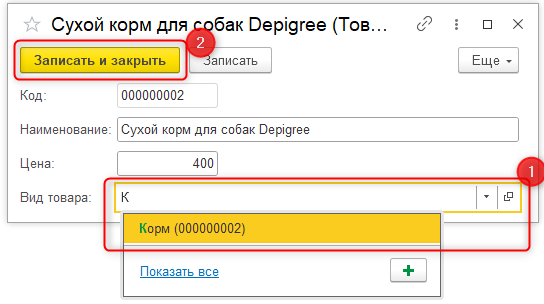 Сухой корм для собак Depigree (Тов...
2
Записать и закрыть
Записать
Еще
Код:
000000002
Наименование:
Сухой корм для собак Depigree
Цена:
400
1
Вид товара:
К
Корм (000000002)
Показать все